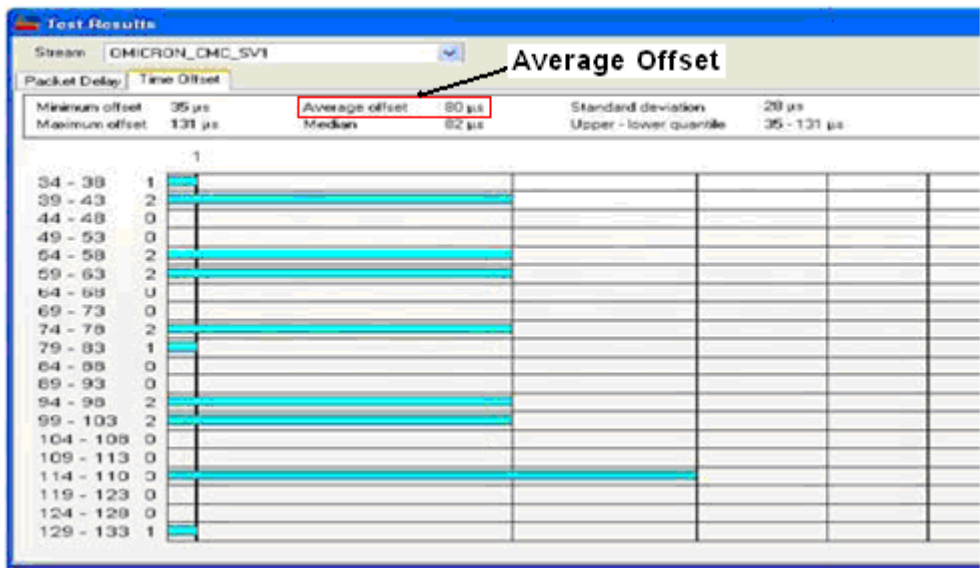 Test Results
Stream OMICRON_CMC_SV1
Average Offset
Packet Delay Time Offset
Minimum offset 35 µs Average offset 80 µs Standard deviation 28 µs
Maximum offset 131 µs Median 82 µs Upper - lower quantile 35 - 131 µs
1
34 - 38 1
39 - 43 2
44 - 48 0
49 - 53 0
54 - 58 2
59 - 63 2
64 - 68 0
69 - 73 0
74 - 78 2
79 - 83 1
84 - 88 0
89 - 93 0
94 - 98 2
99 - 103 2
104 - 108 0
109 - 113 0
114 - 118 3
119 - 123 0
124 - 128 0
129 - 133 1